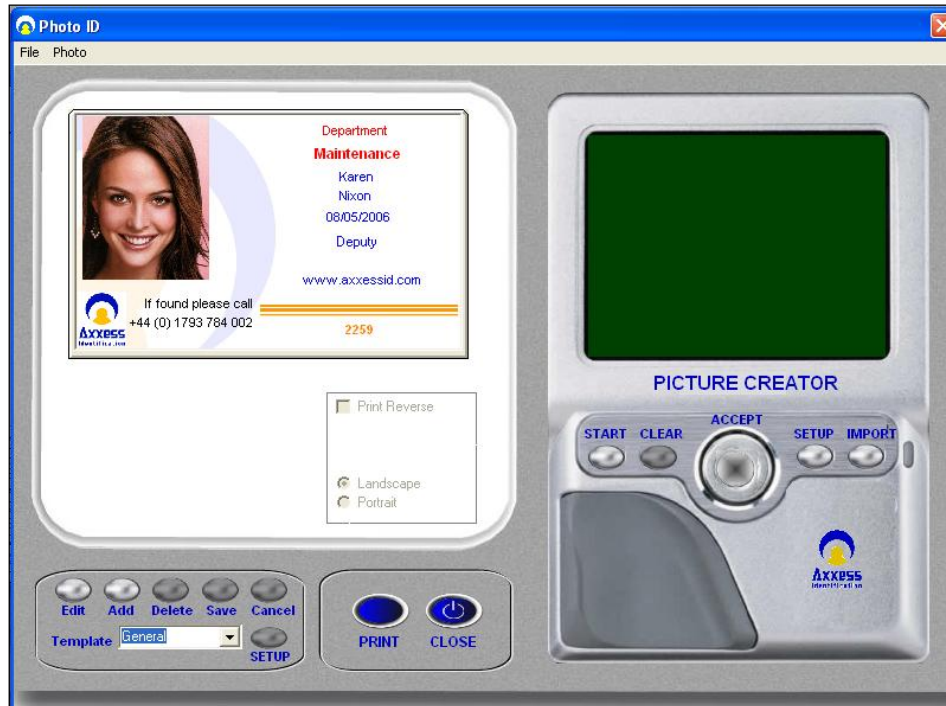 Photo ID
File Photo
Department
Maintenance
Karen
Nixon
08/05/2006
Deputy
www.axxessid.com
If found please call
+44 (0) 1793 784 002
2259
Axxess
Identification
Print Reverse
Landscape
Portrait
Edit Add Delete Save Cancel
Template General
SETUP
PRINT CLOSE
PICTURE CREATOR
ACCEPT
START CLEAR SETUP IMPORT
Axxess
Identification